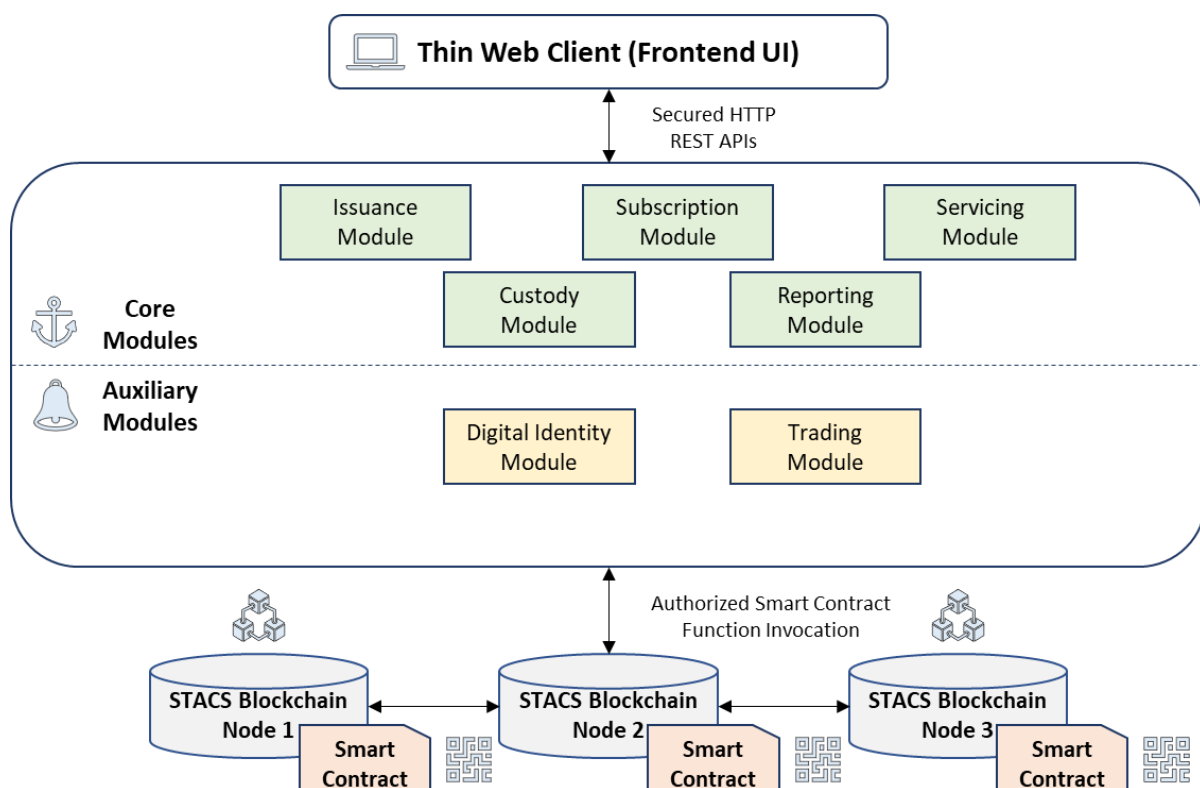 Thin Web Client (Frontend UI)
Secured HTTP
REST APIs
Issuance
Module
Subscription
Module
Servicing
Module
Custody
Module
Reporting
Module
Core
Modules
Auxiliary
Modules
Digital Identity
Module
Trading
Module
Authorized Smart Contract
Function Invocation
STACS Blockchain
Node 1
STACS Blockchain
Node 2
STACS Blockchain
Node 3
Smart
Contract
Smart
Contract
Smart
Contract